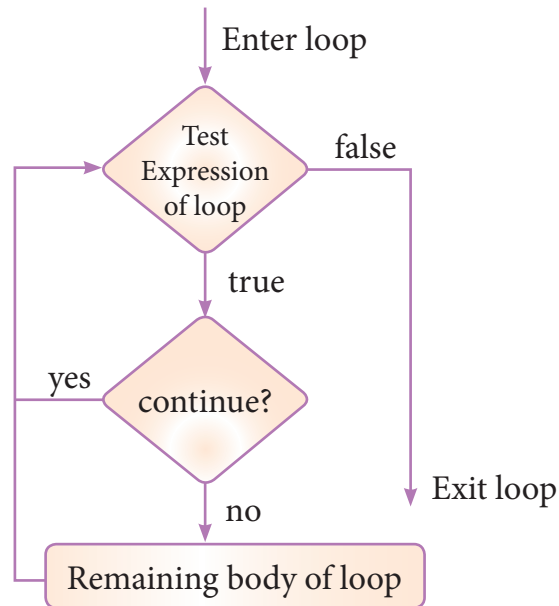 Enter loop
Test
Expression
of loop
false
true
yes
continue?
Exit loop
no
Remaining body of loop